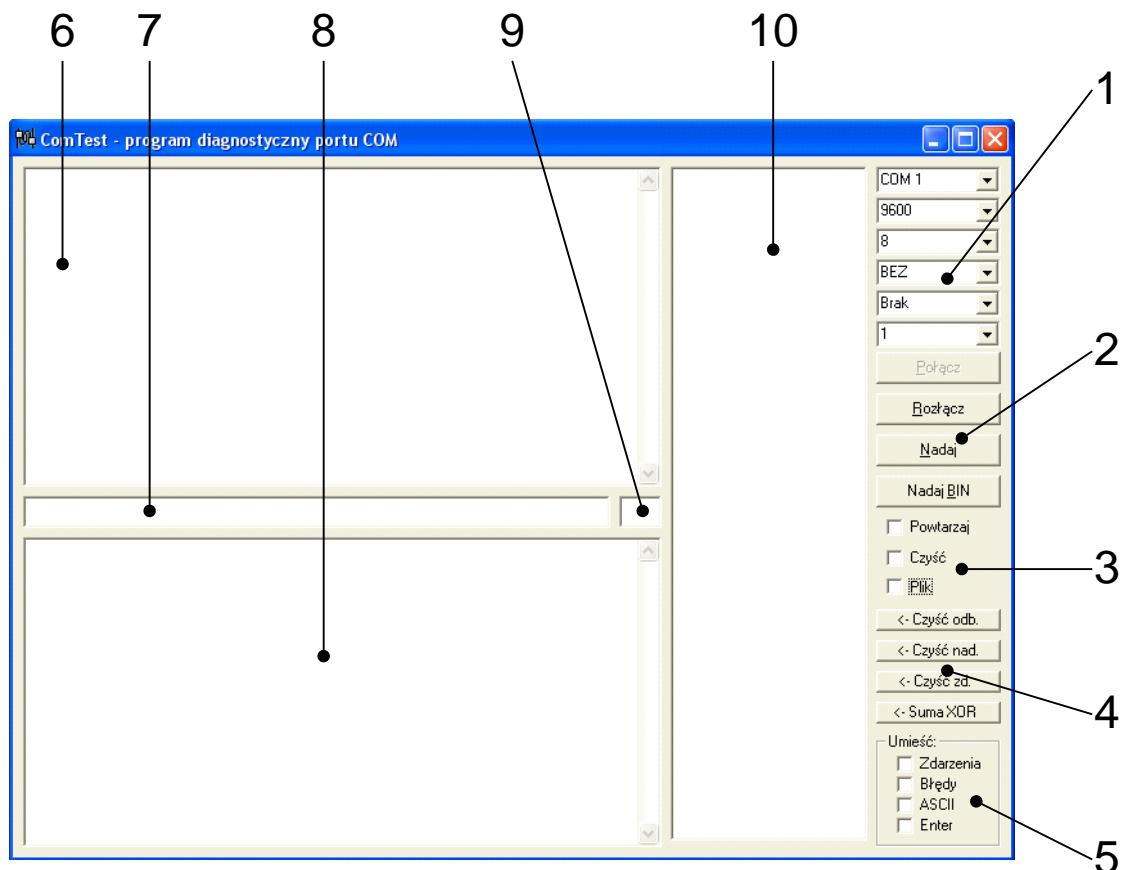 6 7 8 9 10
1
ComTest - program diagnostyczny portu COM
COM 1
9600
8
BEZ
Brak
1
2
Połącz
Rozłącz
Nadaj
Nadaj BIN
Powtarzaj
Czyść
3
Plik
<- Czyść odb.
<- Czyść nad.
<- Czyść zd.
4
<- Suma XOR
Umieść:
Zdarzenia
Błędy
ASCII
Enter
5